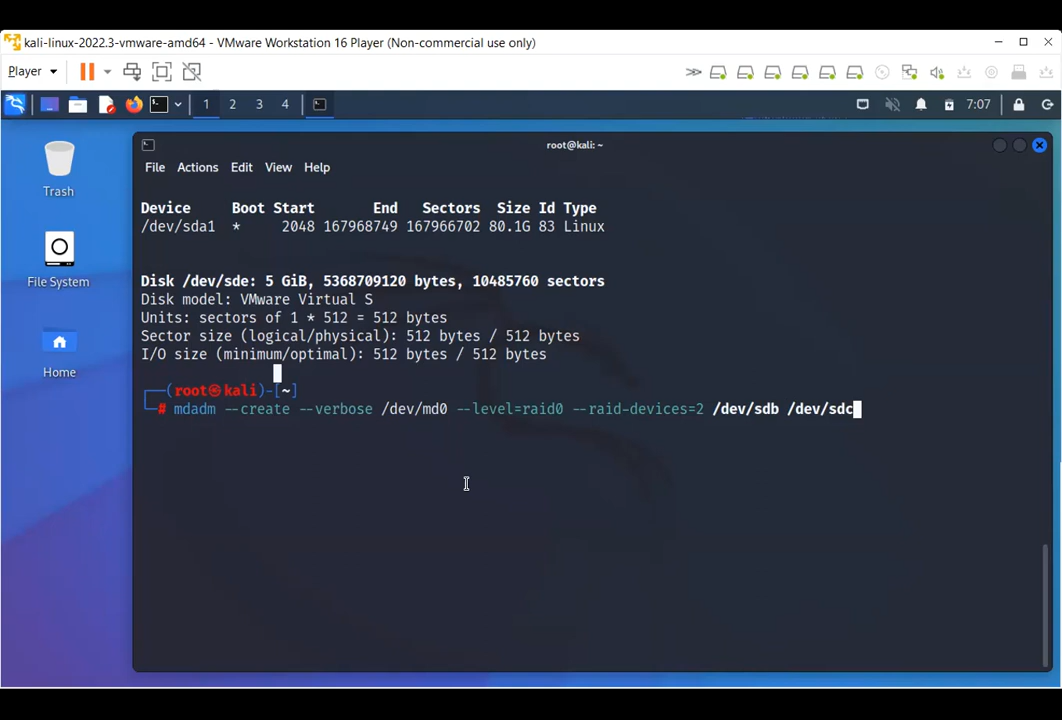 kali-linux-2022.3-vmware-amd64 - VMware Workstation 16 Player (Non-commercial use only)
Player
1 2 3 4 7:07
root@kali: ~
File Actions Edit View Help
Trash
File System
Home
Device Boot Start End Sectors Size Id Type
/dev/sda1 * 2048 167968749 167966702 80.1G 83 Linux
Disk /dev/sde: 5 GiB, 5368709120 bytes, 10485760 sectors
Disk model: VMware Virtual S
Units: sectors of 1 * 512 = 512 bytes
Sector size (logical/physical): 512 bytes / 512 bytes
I/O size (minimum/optimal): 512 bytes / 512 bytes
(root㉿kali)-[~]
# mdadm --create --verbose /dev/md0 --level=raid0 --raid-devices=2 /dev/sdb /dev/sdc